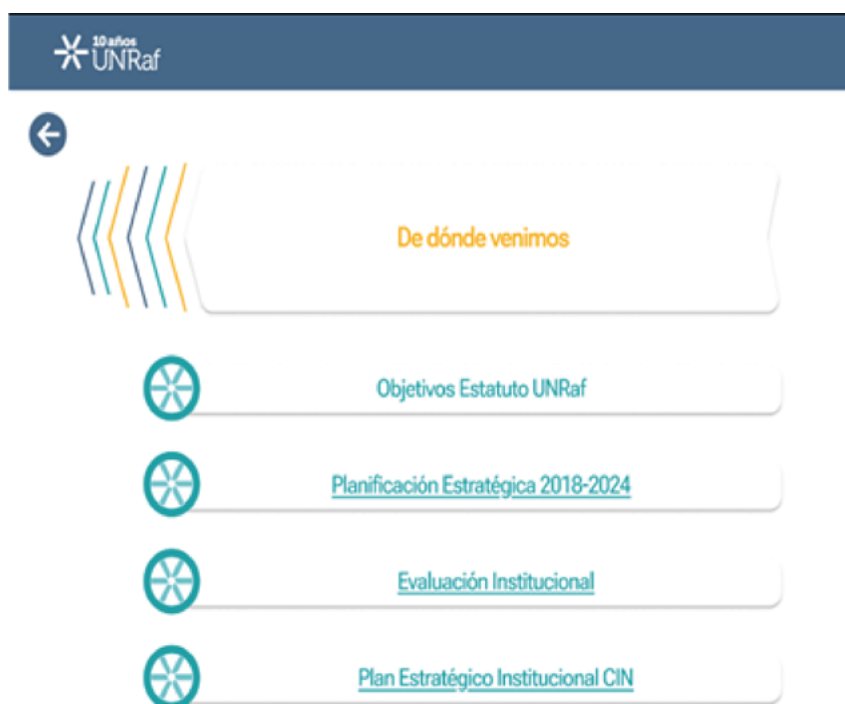 10 años
UNRaf
De dónde venimos
Objetivos Estatuto UNRaf
Planificación Estratégica 2018-2024
Evaluación Institucional
Plan Estratégico Institucional CIN